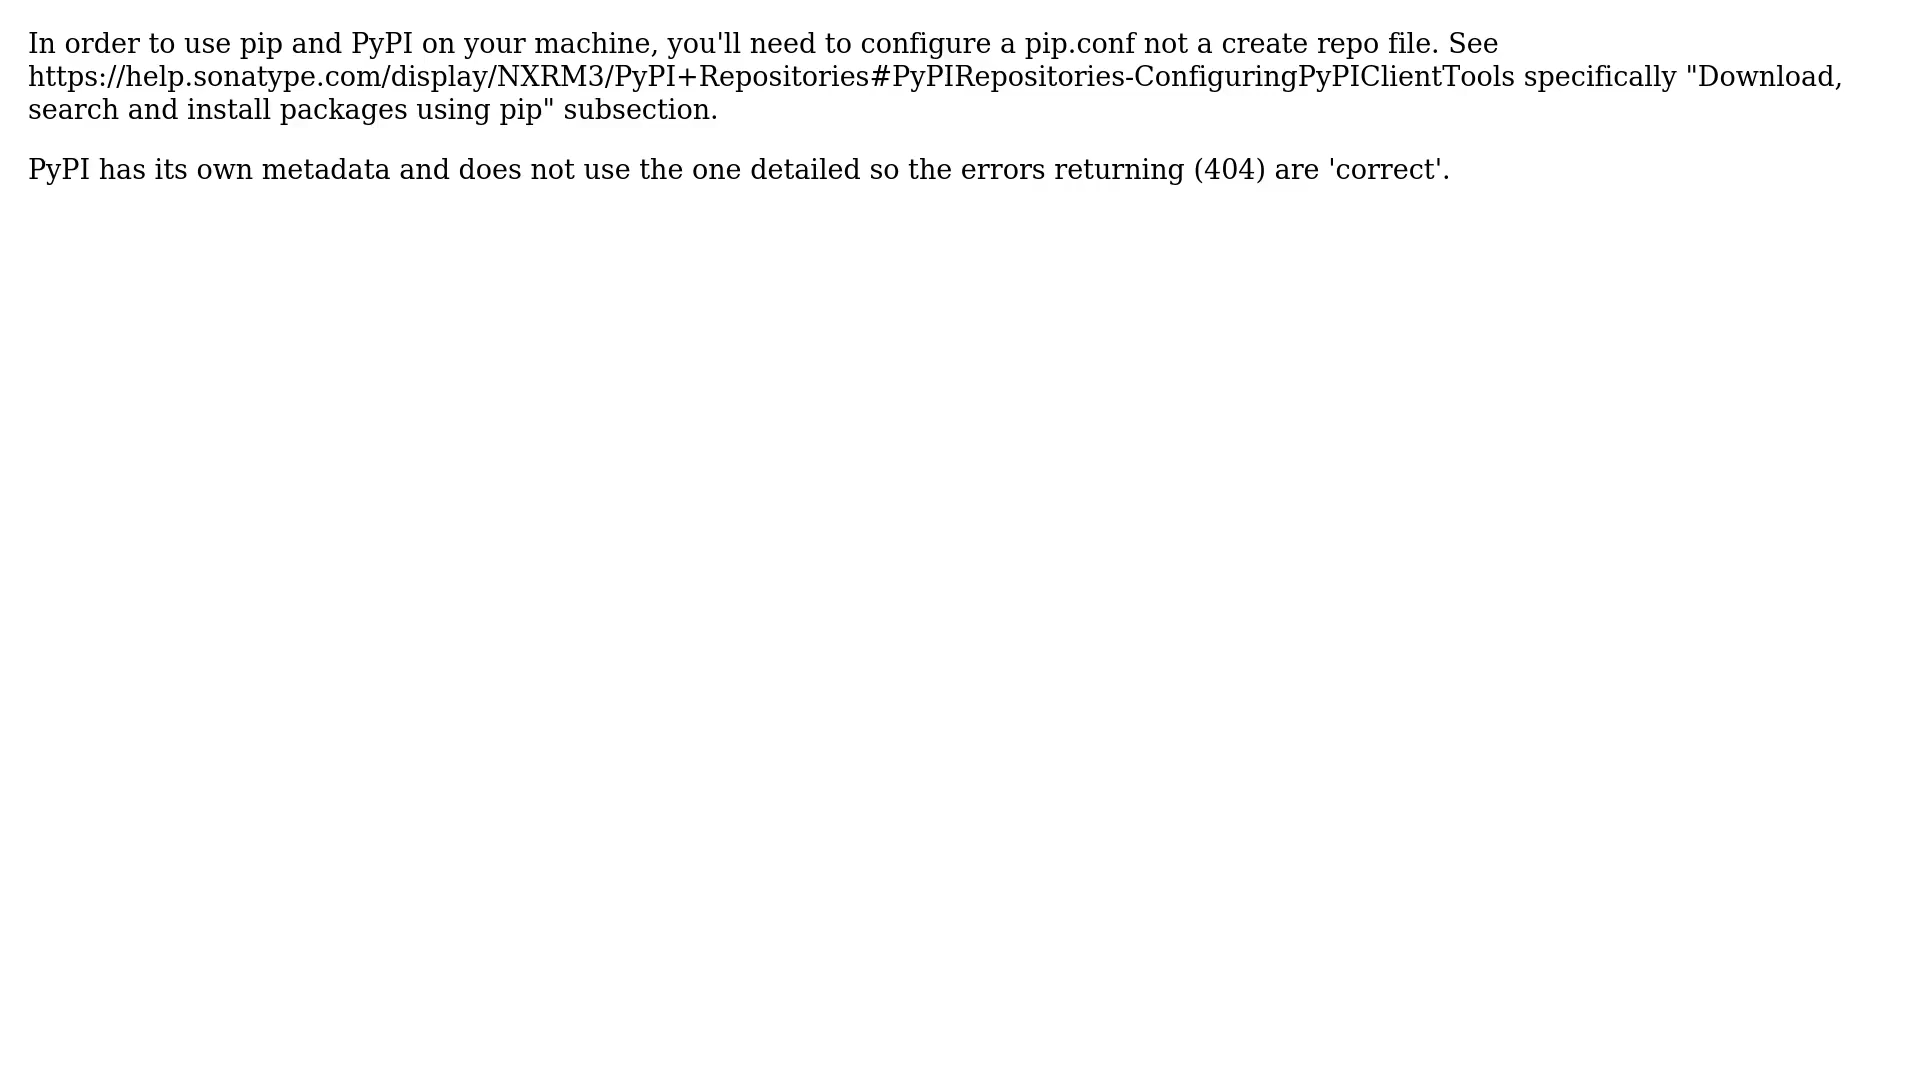 In order to use pip and PyPI on your machine, you'll need to configure a pip.conf not a create repo file. See
https://help.sonatype.com/display/NXRM3/PyPI+Repositories#PyPIRepositories-ConfiguringPyPIClientTools specifically "Download,
search and install packages using pip" subsection.
PyPI has its own metadata and does not use the one detailed so the errors returning (404) are 'correct'.